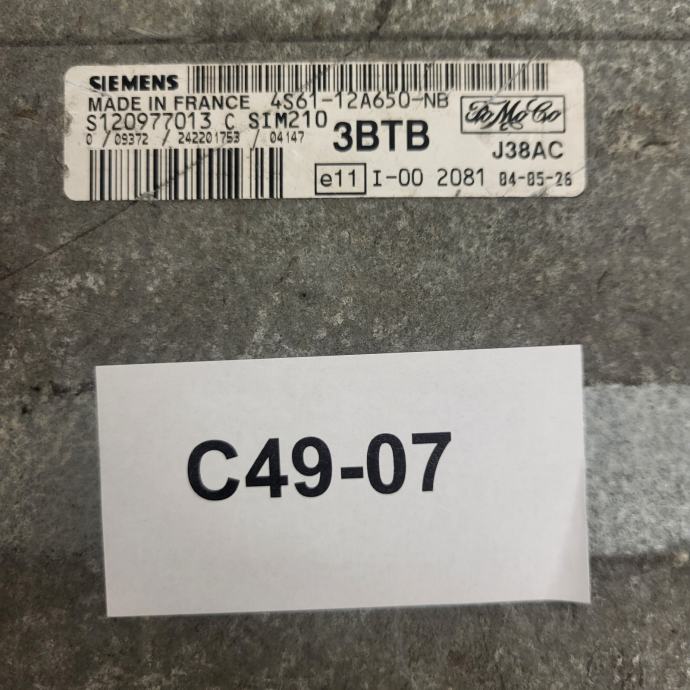 SIEMENS
MADE IN FRANCE 4S61-12A650-NB
S120977013 C SIM210
0 / 09372 / 242201753 / 04147
3BTB
FoMoCo
J38AC
e11 I-00 2081 04-05-26
C49-07